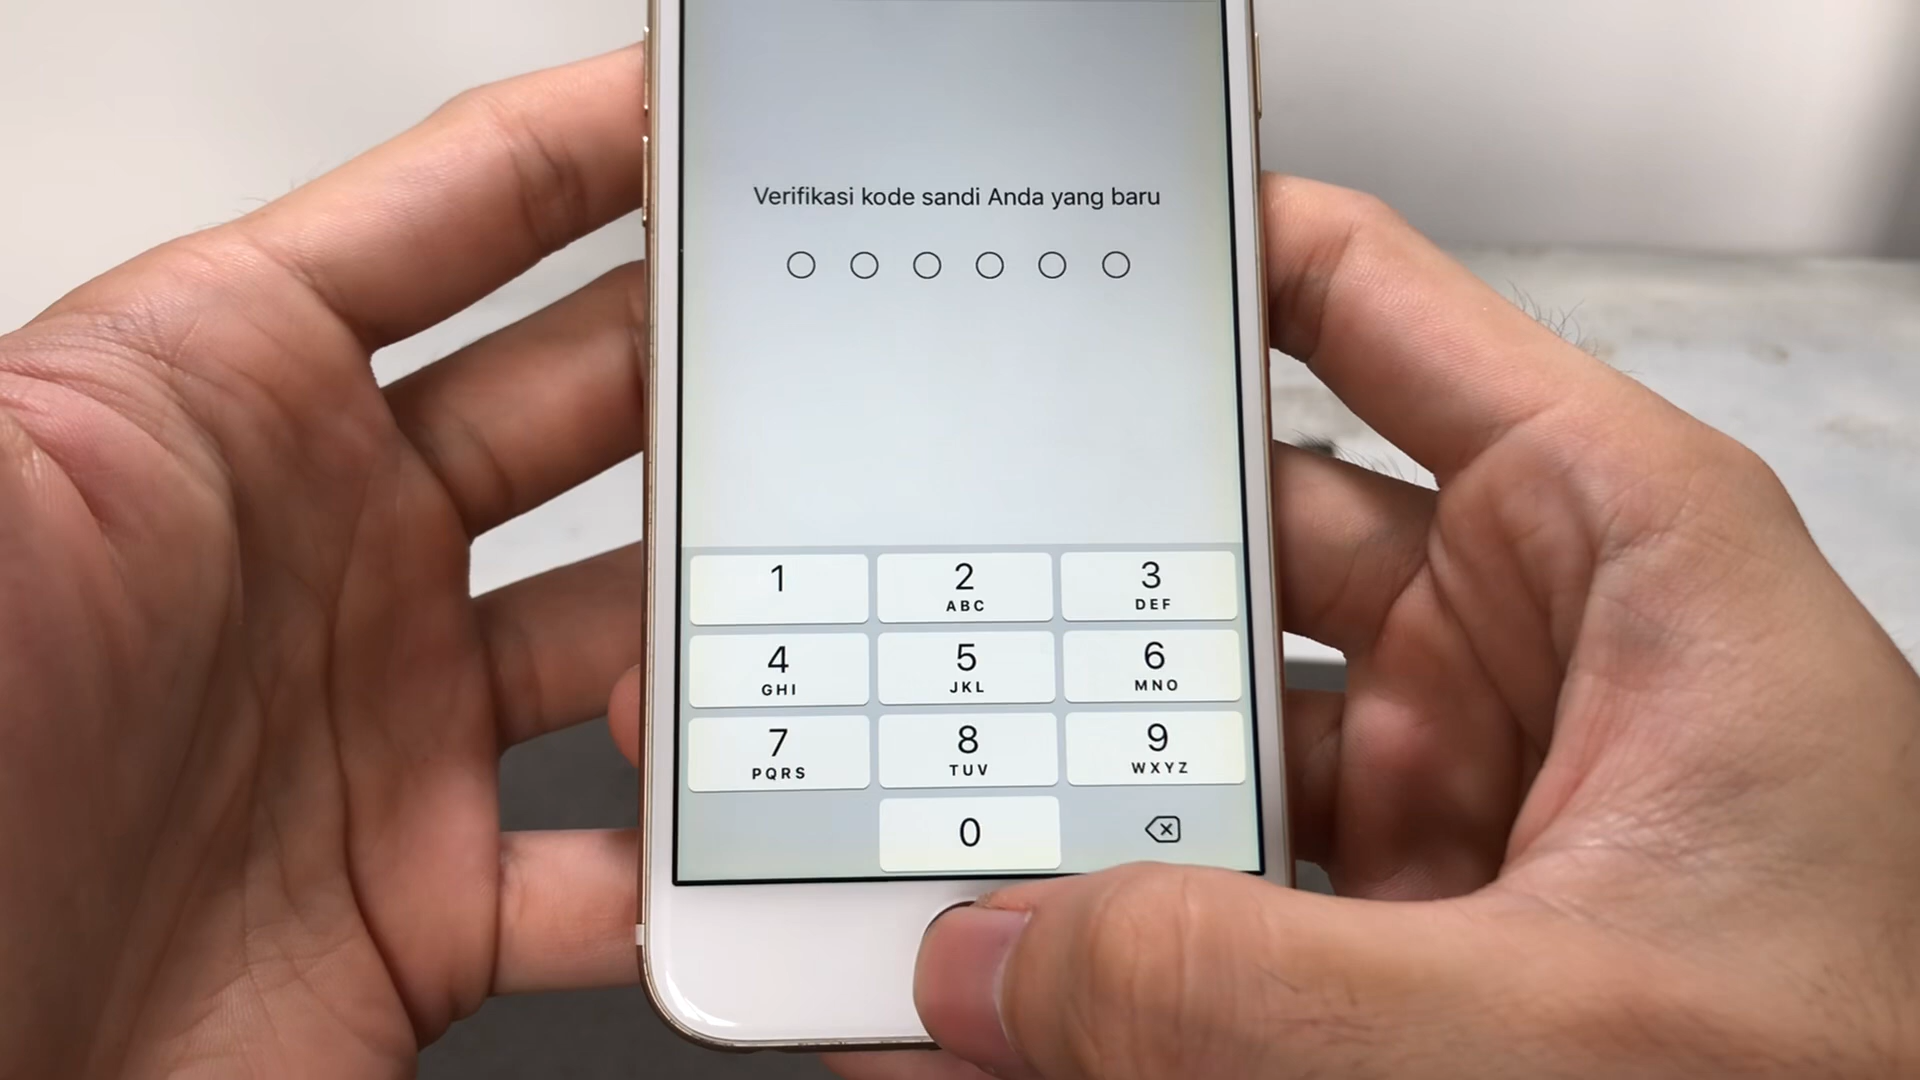 Verifikasi kode sandi Anda yang baru
1
2
3
ABC
DEF
4
5
6
GHI
JKL
MNO
7
8
9
PQRS
TUV
WXYZ
0